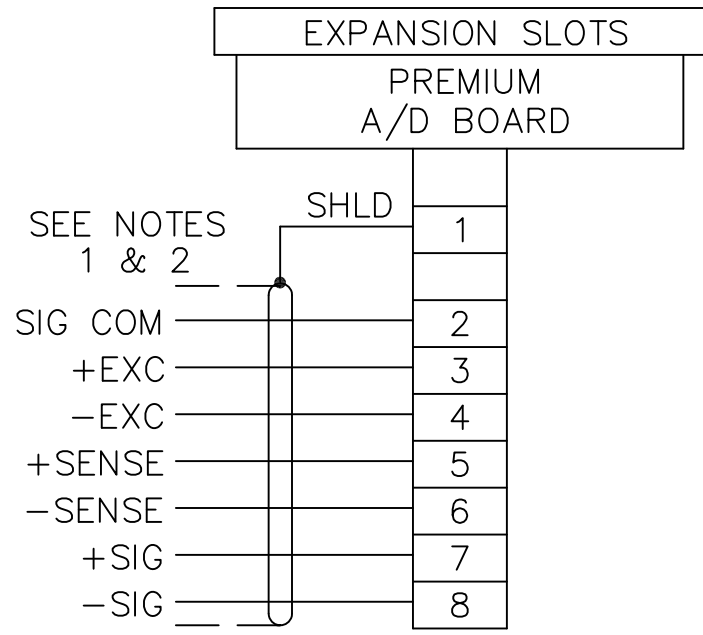 EXPANSION SLOTS
PREMIUM
A/D BOARD
SHLD
SEE NOTES
1 & 2
1
SIG COM
2
+EXC
3
−EXC
4
+SENSE
5
−SENSE
6
+SIG
7
−SIG
8